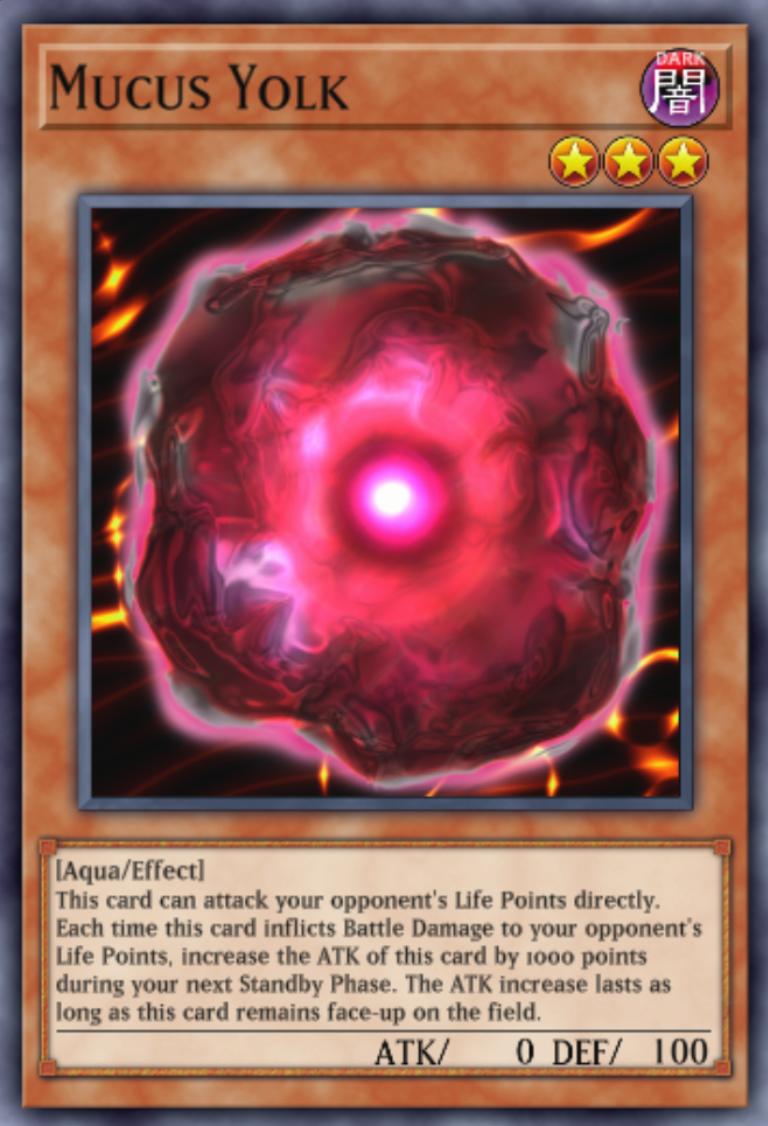 Mucus Yolk
DARK
闇
[Aqua/Effect]
This card can attack your opponent's Life Points directly.
Each time this card inflicts Battle Damage to your opponent's
Life Points, increase the ATK of this card by 1000 points
during your next Standby Phase. The ATK increase lasts as
long as this card remains face-up on the field.
ATK/ 0 DEF/ 100